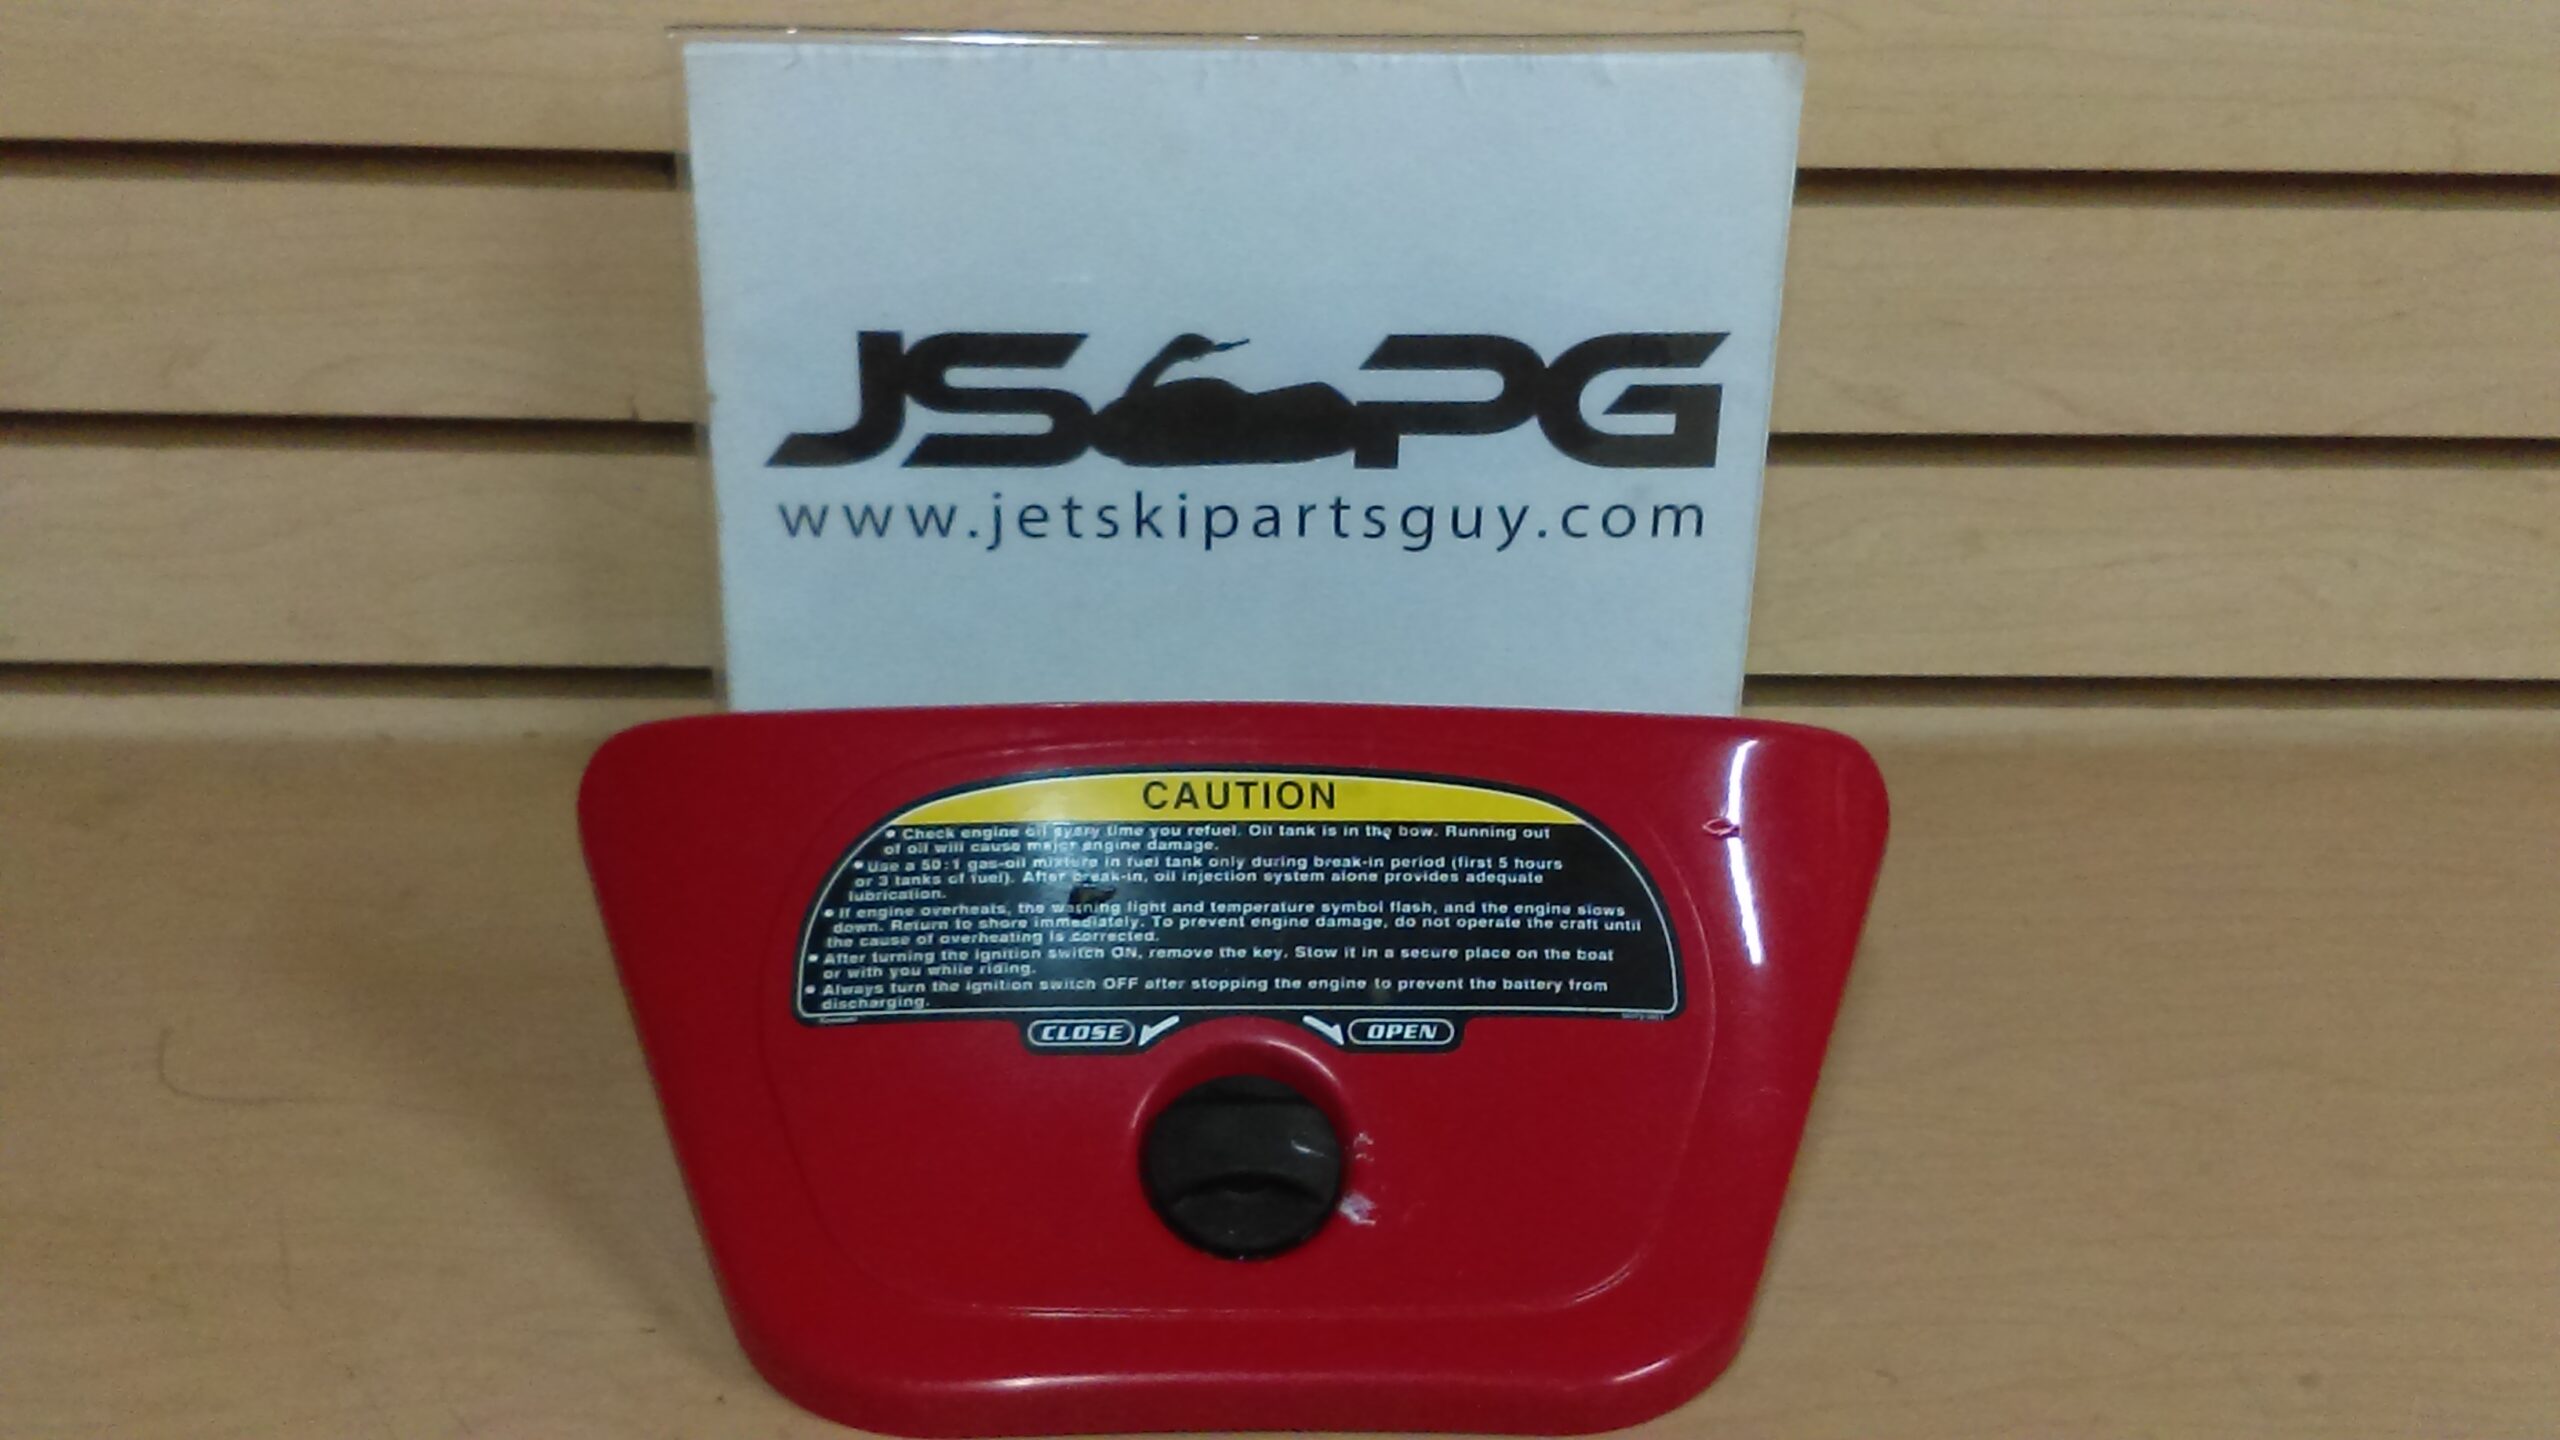 JS PG
www.jetskipartsguy.com
CAUTION
• Check engine oil every time you refuel. Oil tank is in the bow. Running out
of oil will cause major engine damage.
• Use a 50:1 gas-oil mixture in fuel tank only during break-in period (first 5 hours
or 3 tanks of fuel). After break-in, oil injection system alone provides adequate
lubrication.
• If engine overheats, the warning light and temperature symbol flash, and the engine slows
down. Return to shore immediately. To prevent engine damage, do not operate the craft until
the cause of overheating is corrected.
• After turning the ignition switch ON, remove the key. Stow it in a secure place on the boat
or with you while riding.
• Always turn the ignition switch OFF after stopping the engine to prevent the battery from
discharging.
CLOSE OPEN